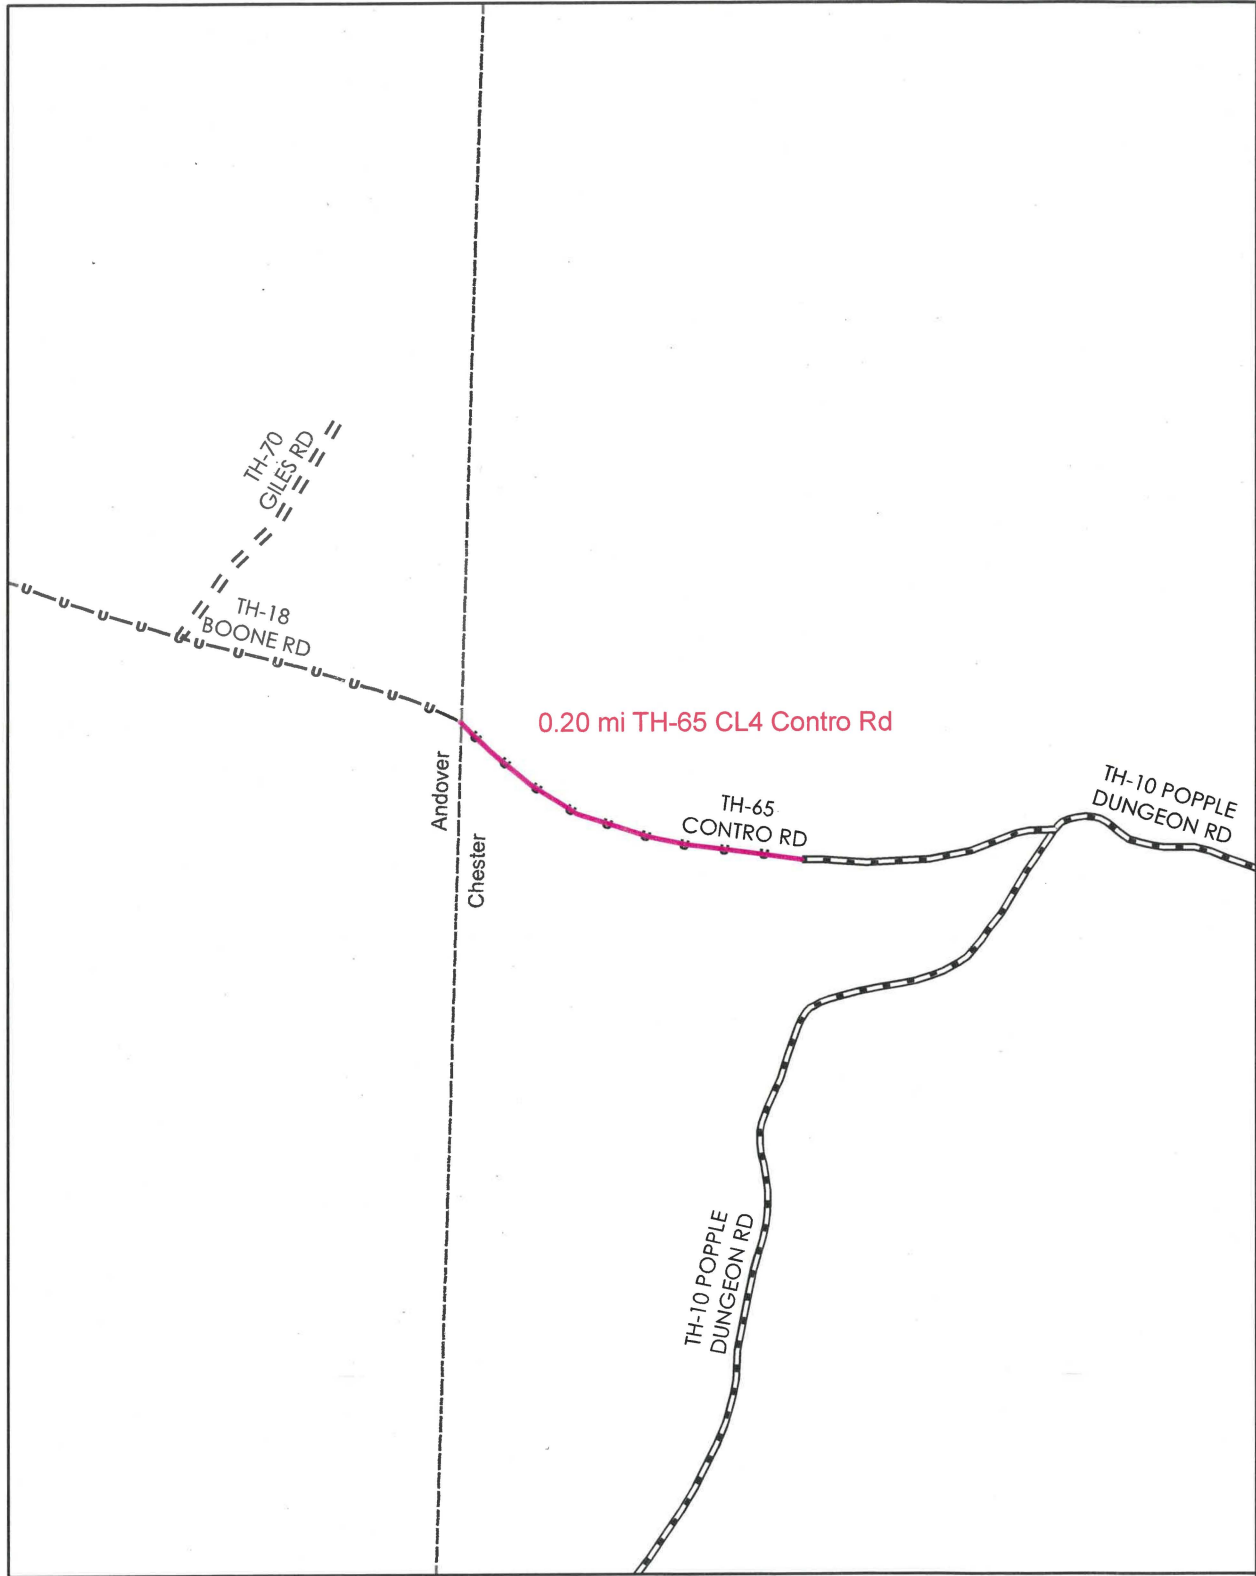 TH-70
GILES RD
TH-18
BOONE RD
0.20 mi TH-65 CL4 Contro Rd
Andover
Chester
TH-65
CONTRO RD
TH-10 POPPLE
DUNGEON RD
TH-10 POPPLE
DUNGEON RD